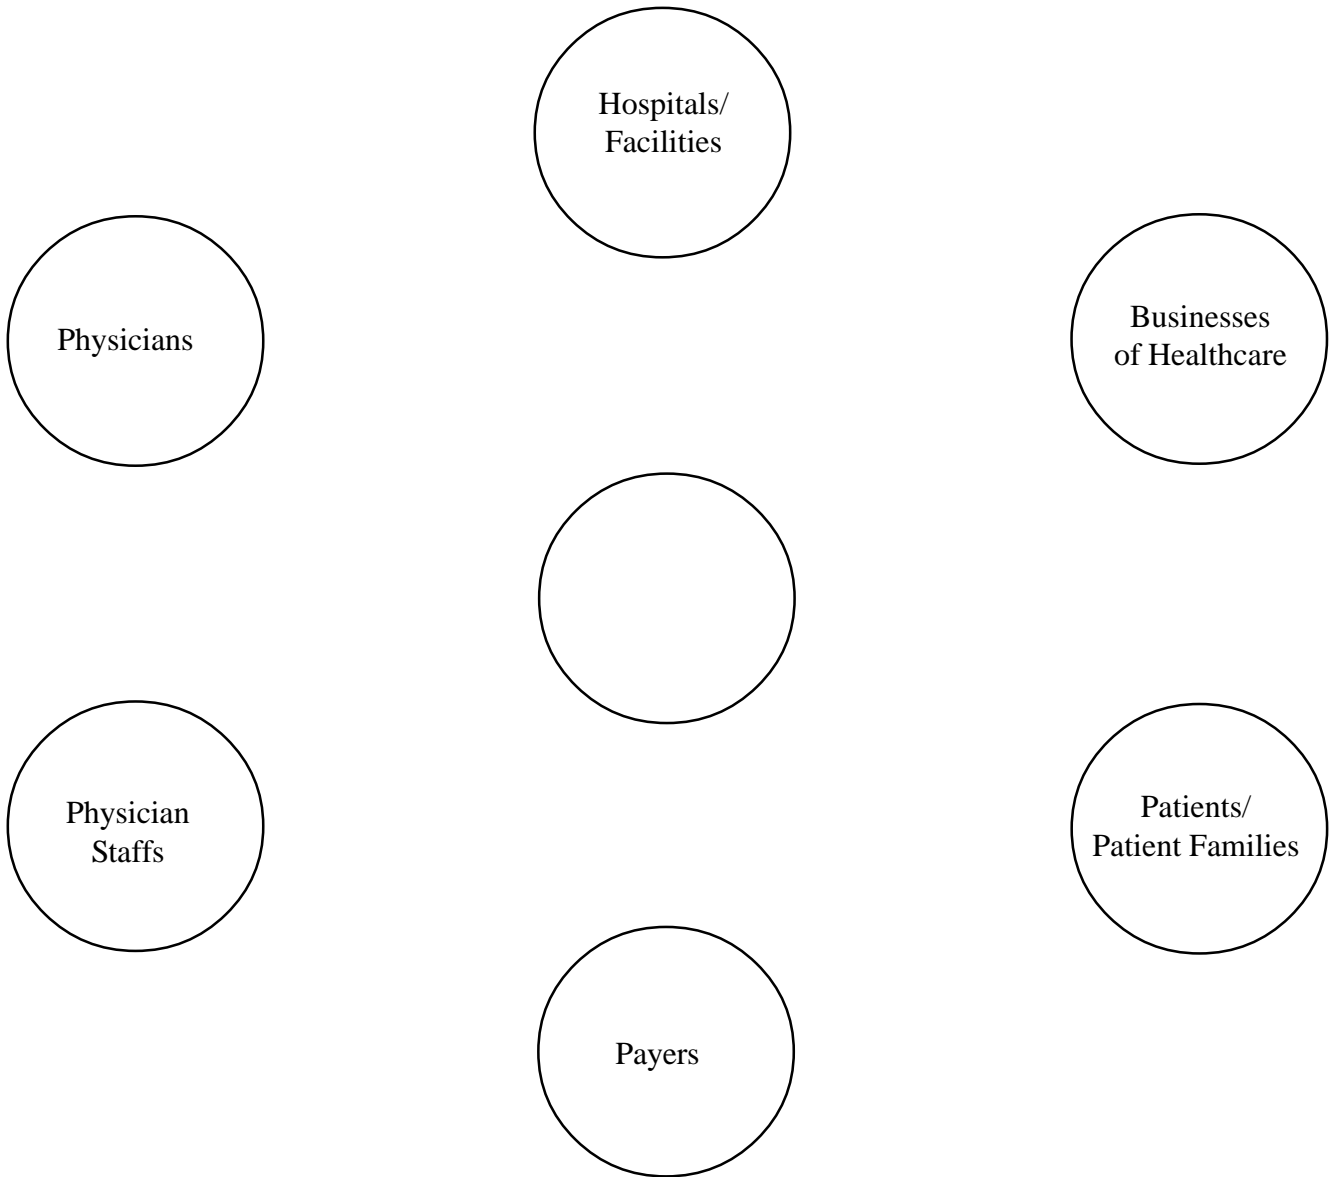 Hospitals/
Facilities
Physicians
Businesses
of Healthcare
Physician
Staffs
Patients/
Patient Families
Payers